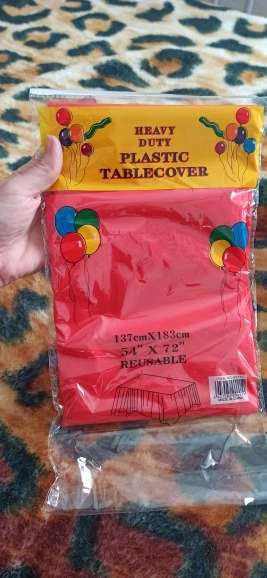 HEAVY
DUTY
PLASTIC
TABLECOVER
137cmX183cm
54" X 72"
REUSABLE